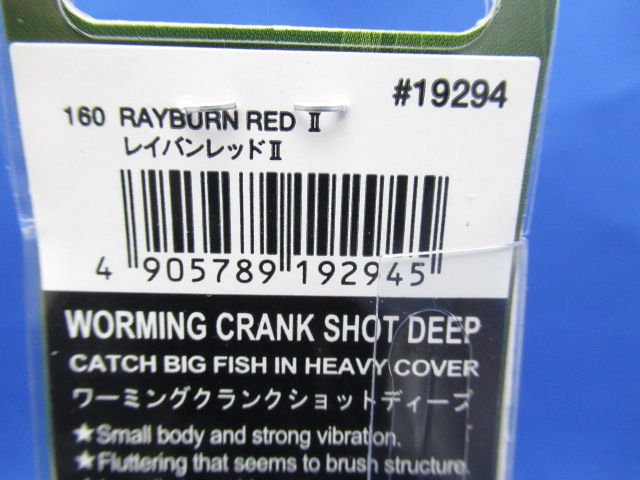 #19294
160 RAYBURN RED Ⅱ
レイバンレッドⅡ
4 905789 192945
WORMING CRANK SHOT DEEP
CATCH BIG FISH IN HEAVY COVER
ワーミングクランクショットディープ
★Small body and strong vibration.
★Fluttering that seems to brush structure.